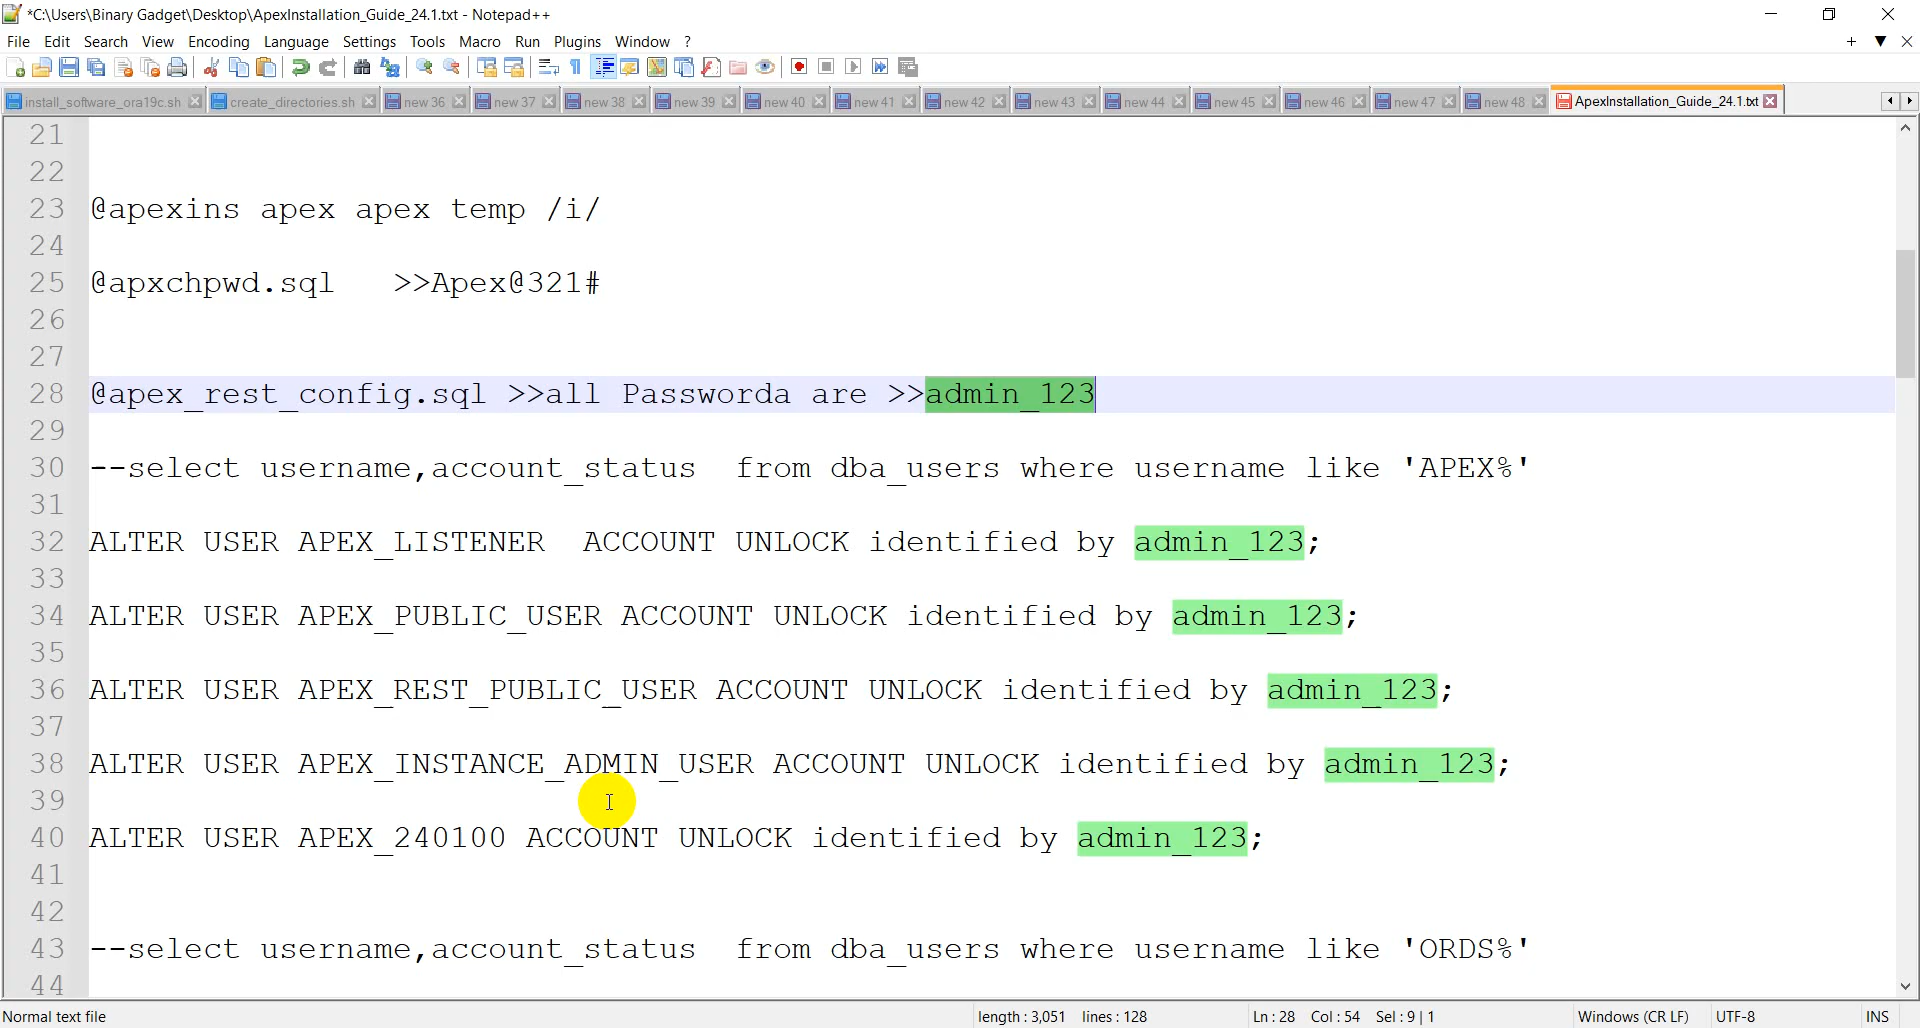 *C:\Users\Binary Gadget\Desktop\ApexInstallation_Guide_24.1.txt - Notepad++
File Edit Search View Encoding Language Settings Tools Macro Run Plugins Window ?
install_software_ora19c.sh create_directories.sh new 36 new 37 new 38 new 39 new 40 new 41 new 42 new 43 new 44 new 45 new 46 new 47 new 48 ApexInstallation_Guide_24.1.txt
21
22
23 @apexins apex apex temp /i/
24
25 @apxchpwd.sql >>Apex@321#
26
27
28 @apex_rest_config.sql >>all Passworda are >>admin_123
29
30 --select username,account_status from dba_users where username like 'APEX%'
31
32 ALTER USER APEX_LISTENER ACCOUNT UNLOCK identified by admin_123;
33
34 ALTER USER APEX_PUBLIC_USER ACCOUNT UNLOCK identified by admin_123;
35
36 ALTER USER APEX_REST_PUBLIC_USER ACCOUNT UNLOCK identified by admin_123;
37
38 ALTER USER APEX_INSTANCE_ADMIN_USER ACCOUNT UNLOCK identified by admin_123;
39
40 ALTER USER APEX_240100 ACCOUNT UNLOCK identified by admin_123;
41
42
43 --select username,account_status from dba_users where username like 'ORDS%'
44
Normal text file length : 3,051 lines : 128 Ln : 28 Col : 54 Sel : 9 | 1 Windows (CR LF) UTF-8 INS